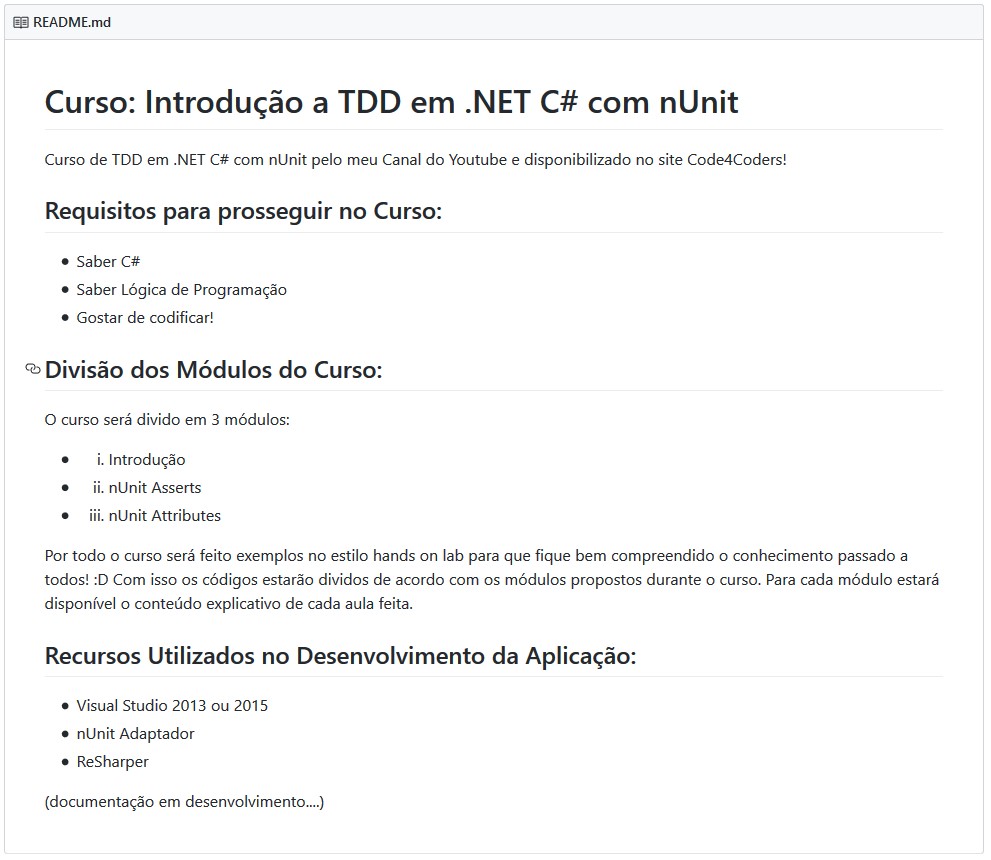 README.md
Curso: Introdução a TDD em .NET C# com nUnit
Curso de TDD em .NET C# com nUnit pelo meu Canal do Youtube e disponibilizado no site Code4Coders!
Requisitos para prosseguir no Curso:
• Saber C#
• Saber Lógica de Programação
• Gostar de codificar!
Divisão dos Módulos do Curso:
O curso será divido em 3 módulos:
• i. Introdução
• ii. nUnit Asserts
• iii. nUnit Attributes
Por todo o curso será feito exemplos no estilo hands on lab para que fique bem compreendido o conhecimento passado a
todos! :D Com isso os códigos estarão dividos de acordo com os módulos propostos durante o curso. Para cada módulo estará
disponível o conteúdo explicativo de cada aula feita.
Recursos Utilizados no Desenvolvimento da Aplicação:
• Visual Studio 2013 ou 2015
• nUnit Adaptador
• ReSharper
(documentação em desenvolvimento....)